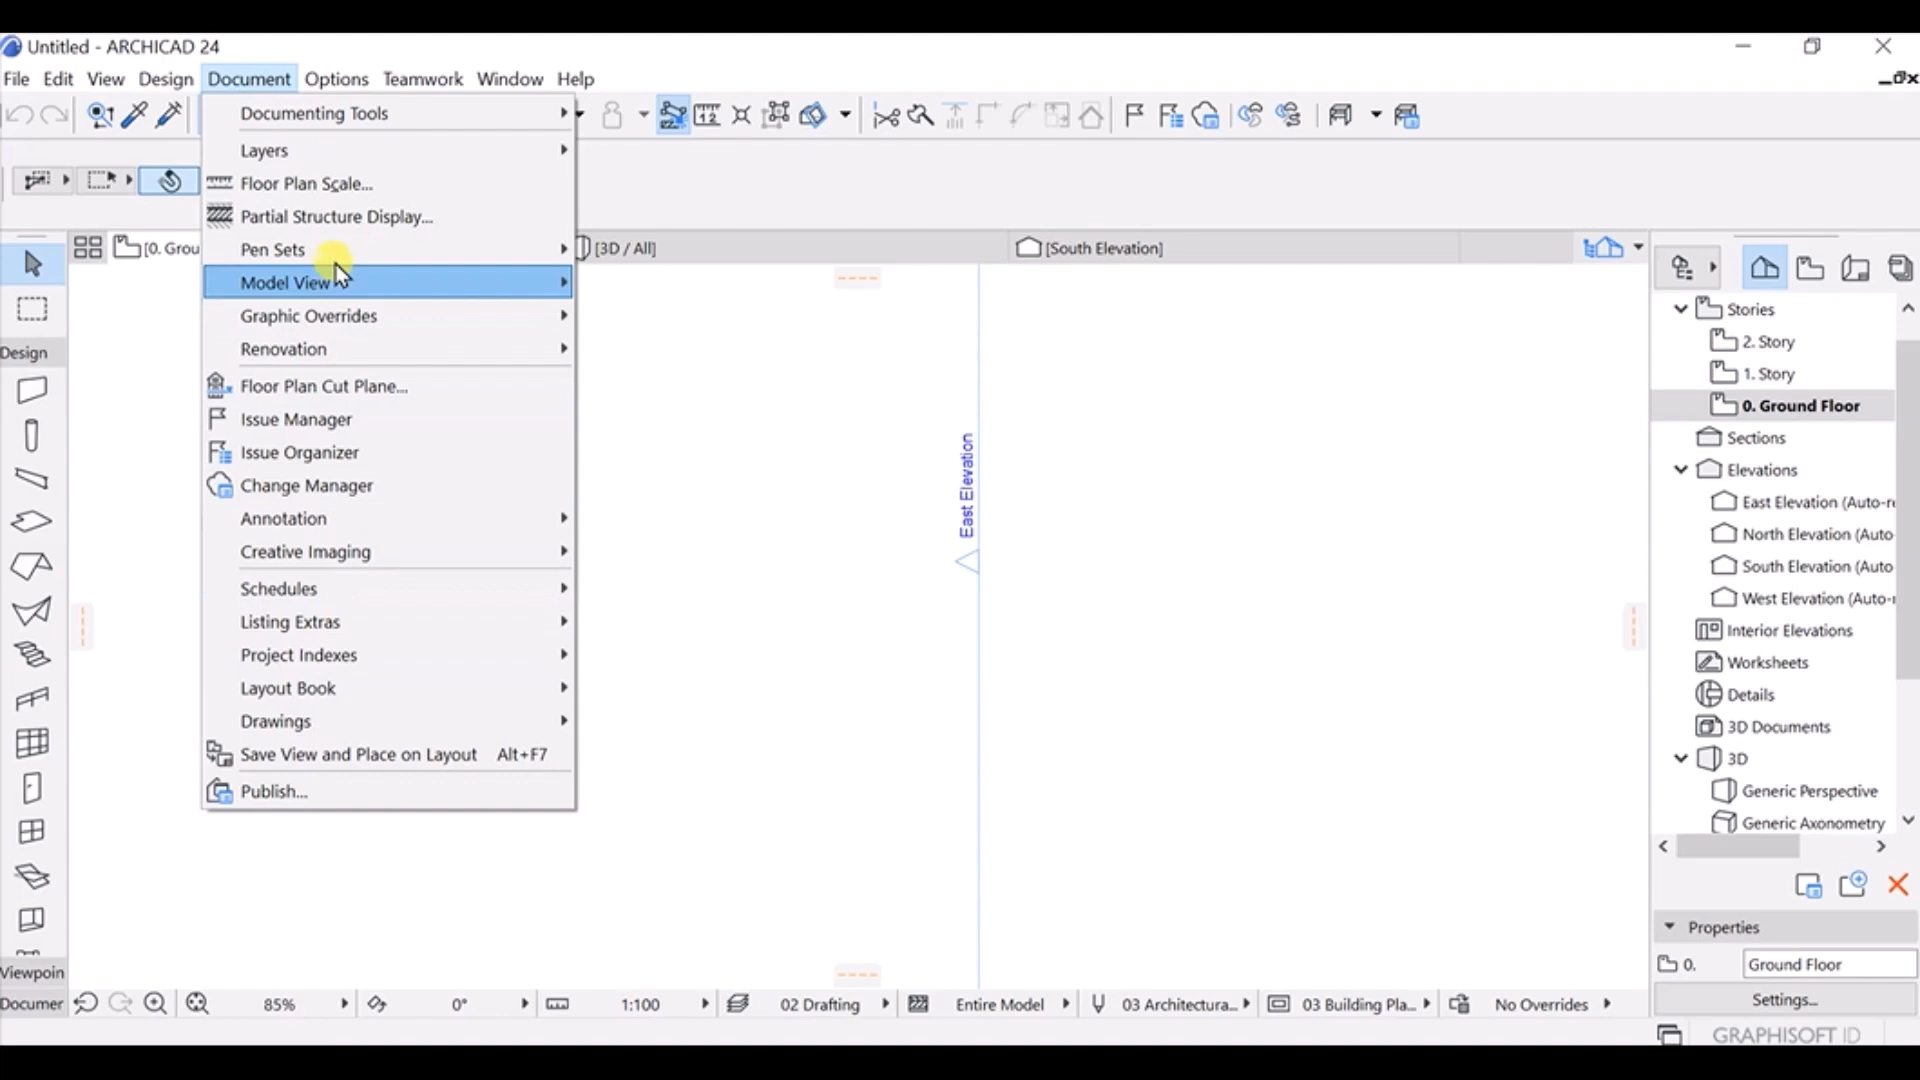 Untitled - ARCHICAD 24
File Edit View Design Document Options Teamwork Window Help
Documenting Tools
Layers
Floor Plan Scale...
Partial Structure Display...
Pen Sets
Model View
Graphic Overrides
Renovation
Floor Plan Cut Plane...
Issue Manager
Issue Organizer
Change Manager
Annotation
Creative Imaging
Schedules
Listing Extras
Project Indexes
Layout Book
Drawings
Save View and Place on Layout Alt+F7
Publish...
[0. Grou
[3D / All]
[South Elevation]
Design
Viewpoin
Documer
East Elevation
Stories
2. Story
1. Story
0. Ground Floor
Sections
Elevations
East Elevation (Auto-re
North Elevation (Auto
South Elevation (Auto
West Elevation (Auto-r
Interior Elevations
Worksheets
Details
3D Documents
3D
Generic Perspective
Generic Axonometry
Properties
0. Ground Floor
Settings...
85% 0° 1:100 02 Drafting Entire Model 03 Architectura... 03 Building Pla... No Overrides
GRAPHISOFT ID